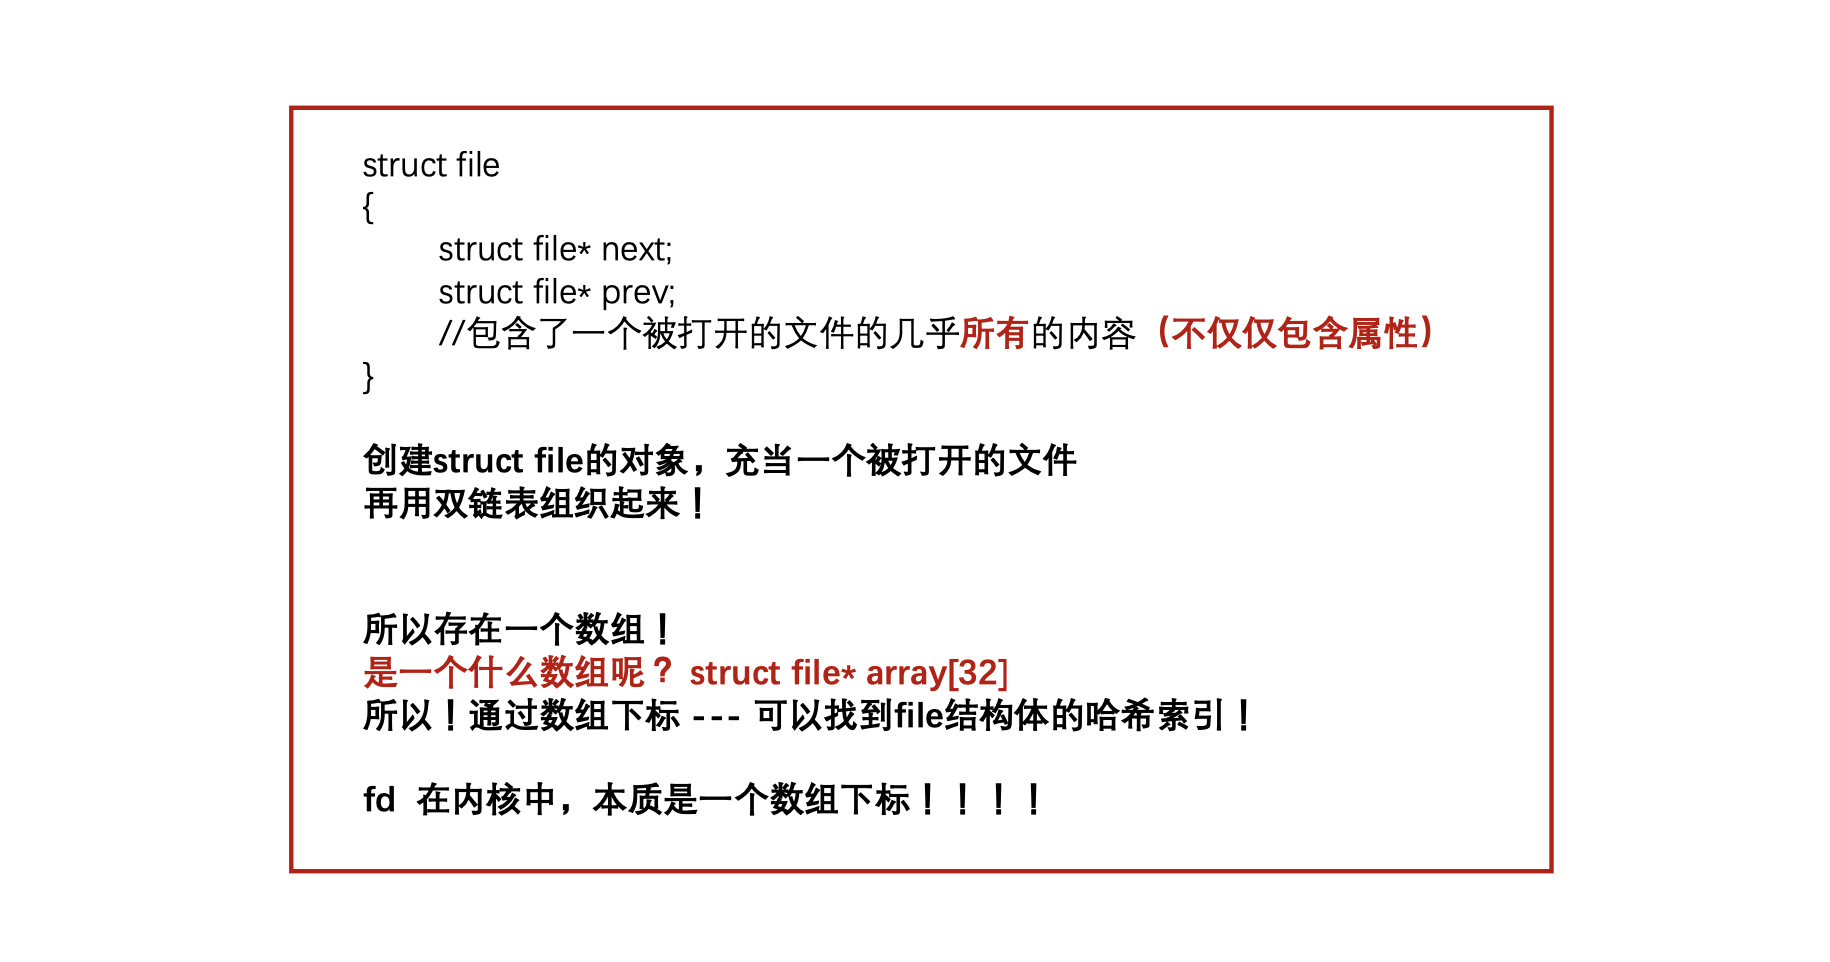 struct file
{
struct file* next;
struct file* prev;
//包含了一个被打开的文件的几乎所有的内容（不仅仅包含属性）
}
创建struct file的对象，充当一个被打开的文件
再用双链表组织起来！
所以存在一个数组！
是一个什么数组呢？ struct file* array[32]
所以！通过数组下标 --- 可以找到file结构体的哈希索引！
fd 在内核中，本质是一个数组下标！！！！